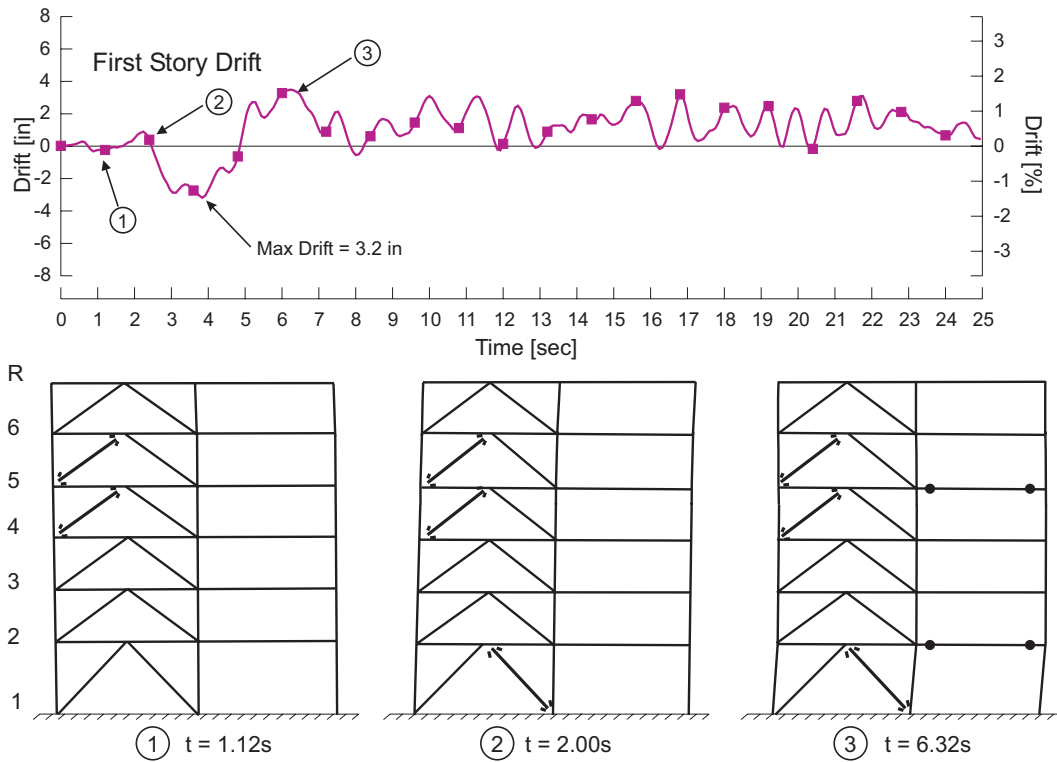 First Story Drift
Drift [in]
8
6
4
2
0
-2
-4
-6
-8
1
2
3
Max Drift = 3.2 in
3
2
1
0
-1
-2
-3
Drift [%]
0 1 2 3 4 5 6 7 8 9 10 11 12 13 14 15 16 17 18 19 20 21 22 23 24 25
Time [sec]
R
6
5
4
3
2
1
1 t = 1.12s
2 t = 2.00s
3 t = 6.32s